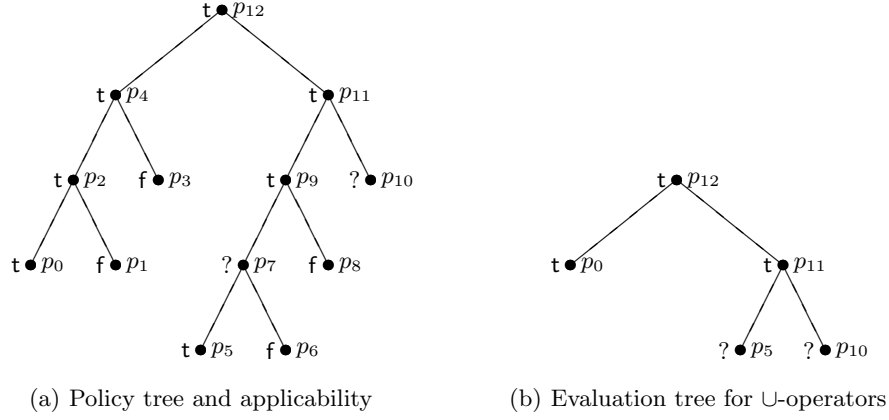 t p₁₂
t p₄ t p₁₁
t p₂ f p₃ t p₉ ? p₁₀
t p₀ f p₁ ? p₇ f p₈
t p₅ f p₆
(a) Policy tree and applicability
t p₁₂
t p₀ t p₁₁
? p₅ ? p₁₀
(b) Evaluation tree for ∪-operators